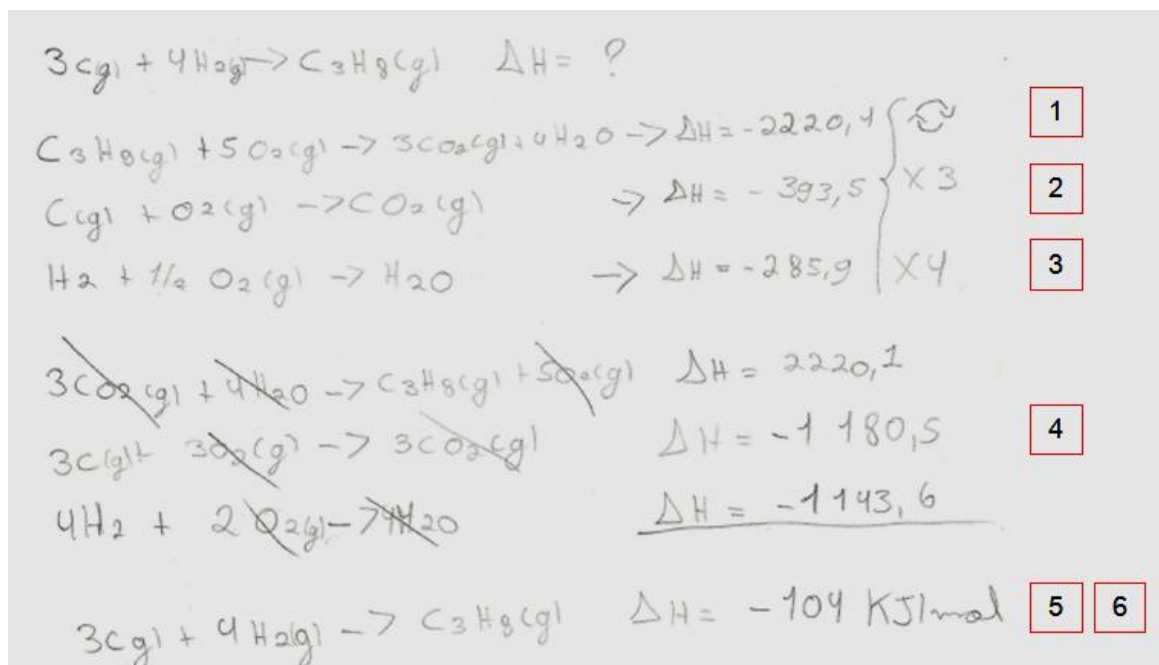 3C(g) + 4H2(g) -> C3H8(g) ΔH = ?
C3H8(g) + 5O2(g) -> 3CO2(g) + 4H2O -> ΔH = -2220,1 1
C(g) + O2(g) -> CO2(g) -> ΔH = -393,5 X3 2
H2 + 1/2 O2(g) -> H2O -> ΔH = -285,9 X4 3
3CO2(g) + 4H2O -> C3H8(g) + 5O2(g) ΔH = 2220,1
3C(g) + 3O2(g) -> 3CO2(g) ΔH = -1 180,5 4
4H2 + 2O2(g) -> 4H2O ΔH = -1143,6
3C(g) + 4H2(g) -> C3H8(g) ΔH = -104 KJ/mol 5 6